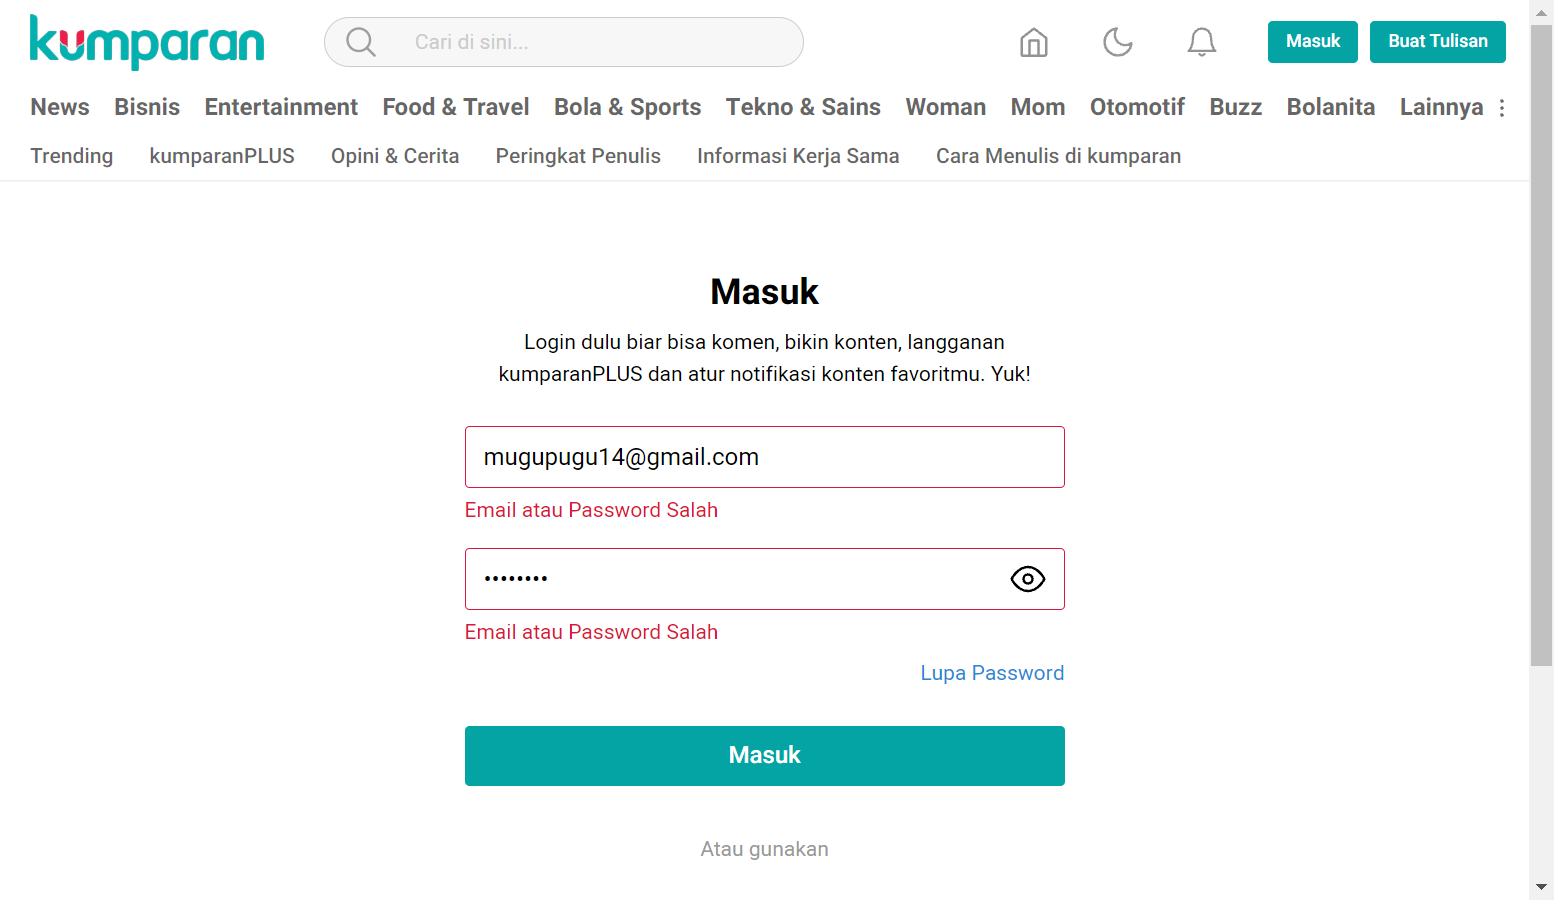 kumparan
Cari di sini...
Masuk
Buat Tulisan
News Bisnis Entertainment Food & Travel Bola & Sports Tekno & Sains Woman Mom Otomotif Buzz Bolanita Lainnya
Trending kumparanPLUS Opini & Cerita Peringkat Penulis Informasi Kerja Sama Cara Menulis di kumparan
Masuk
Login dulu biar bisa komen, bikin konten, langganan
kumparanPLUS dan atur notifikasi konten favoritmu. Yuk!
mugupugu14@gmail.com
Email atau Password Salah
••••••••
Email atau Password Salah
Lupa Password
Masuk
Atau gunakan